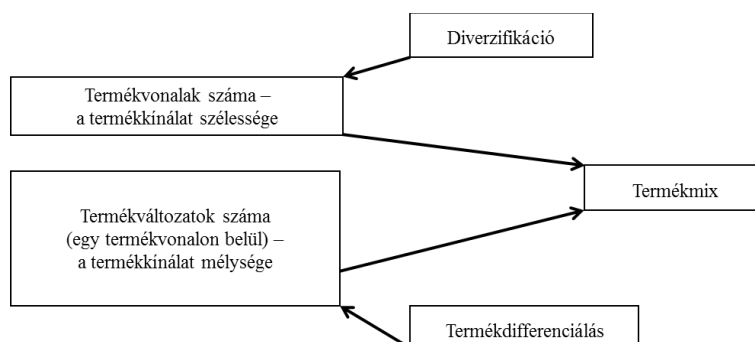 Diverzifikáció
Termékvonalak száma –
a termékkínálat szélessége
Termékmix
Termékváltozatok száma
(egy termékvonalon belül) –
a termékkínálat mélysége
Termékdifferenciálás